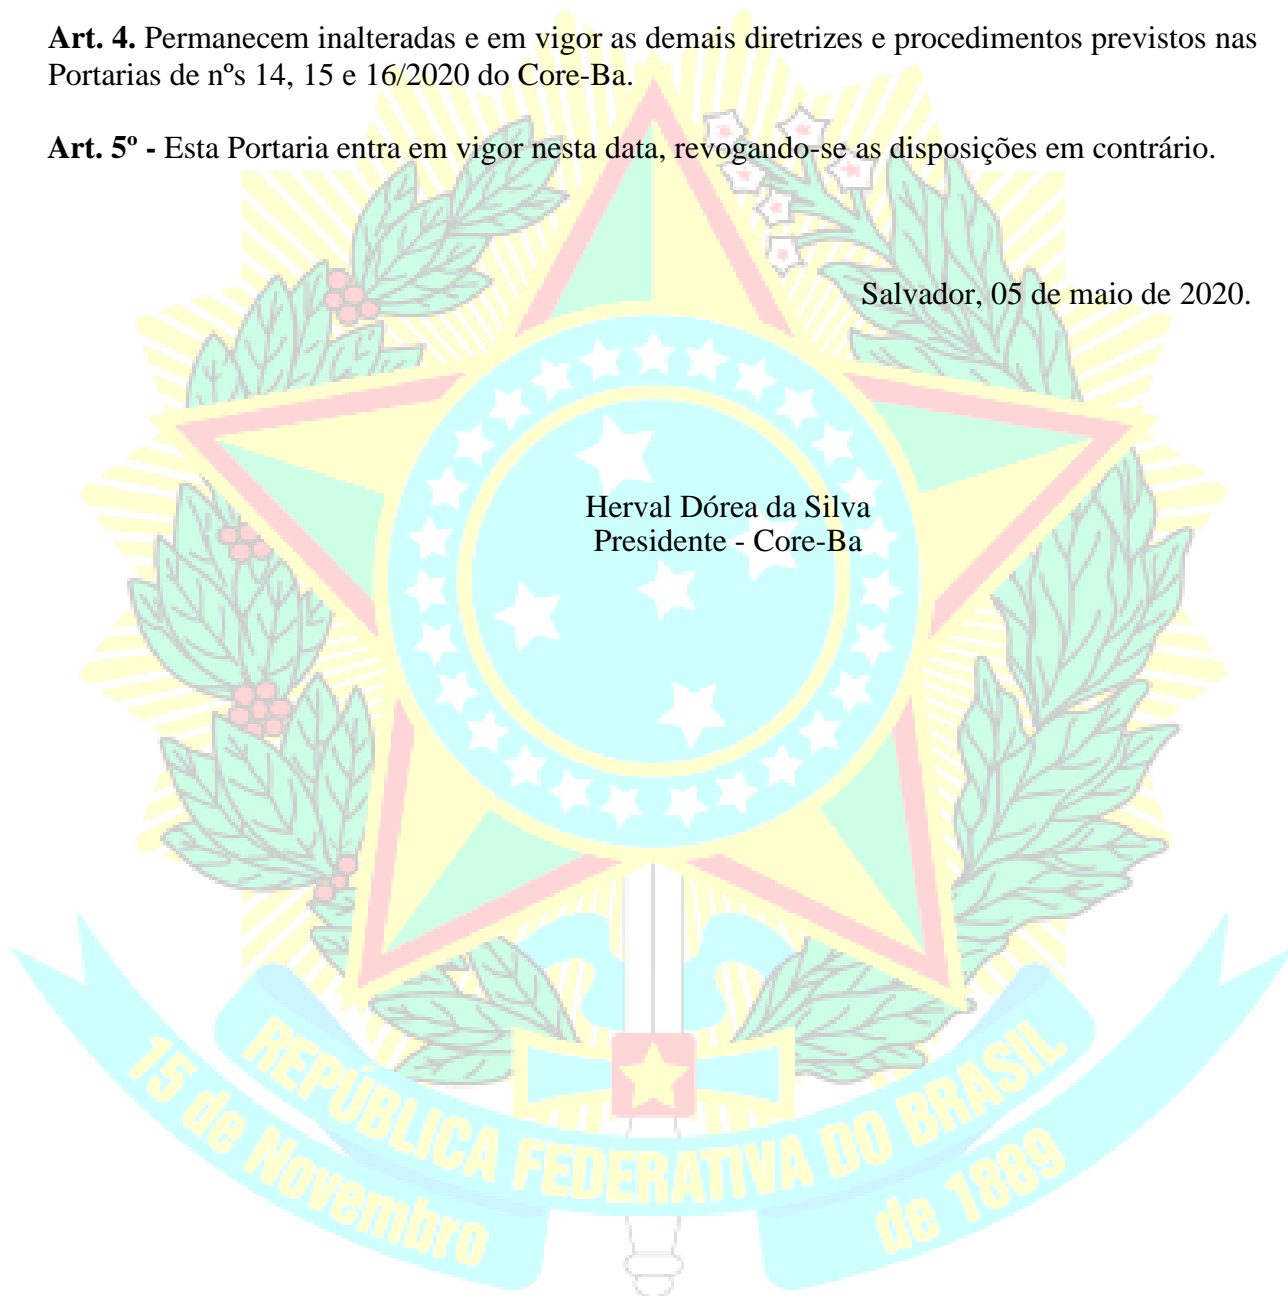 Art. 4. Permanecem inalteradas e em vigor as demais diretrizes e procedimentos previstos nas
Portarias de nºs 14, 15 e 16/2020 do Core-Ba.
Art. 5º - Esta Portaria entra em vigor nesta data, revogando-se as disposições em contrário.
Salvador, 05 de maio de 2020.
Herval Dórea da Silva
Presidente - Core-Ba
REPÚBLICA FEDERATIVA DO BRASIL
15 de Novembro de 1889